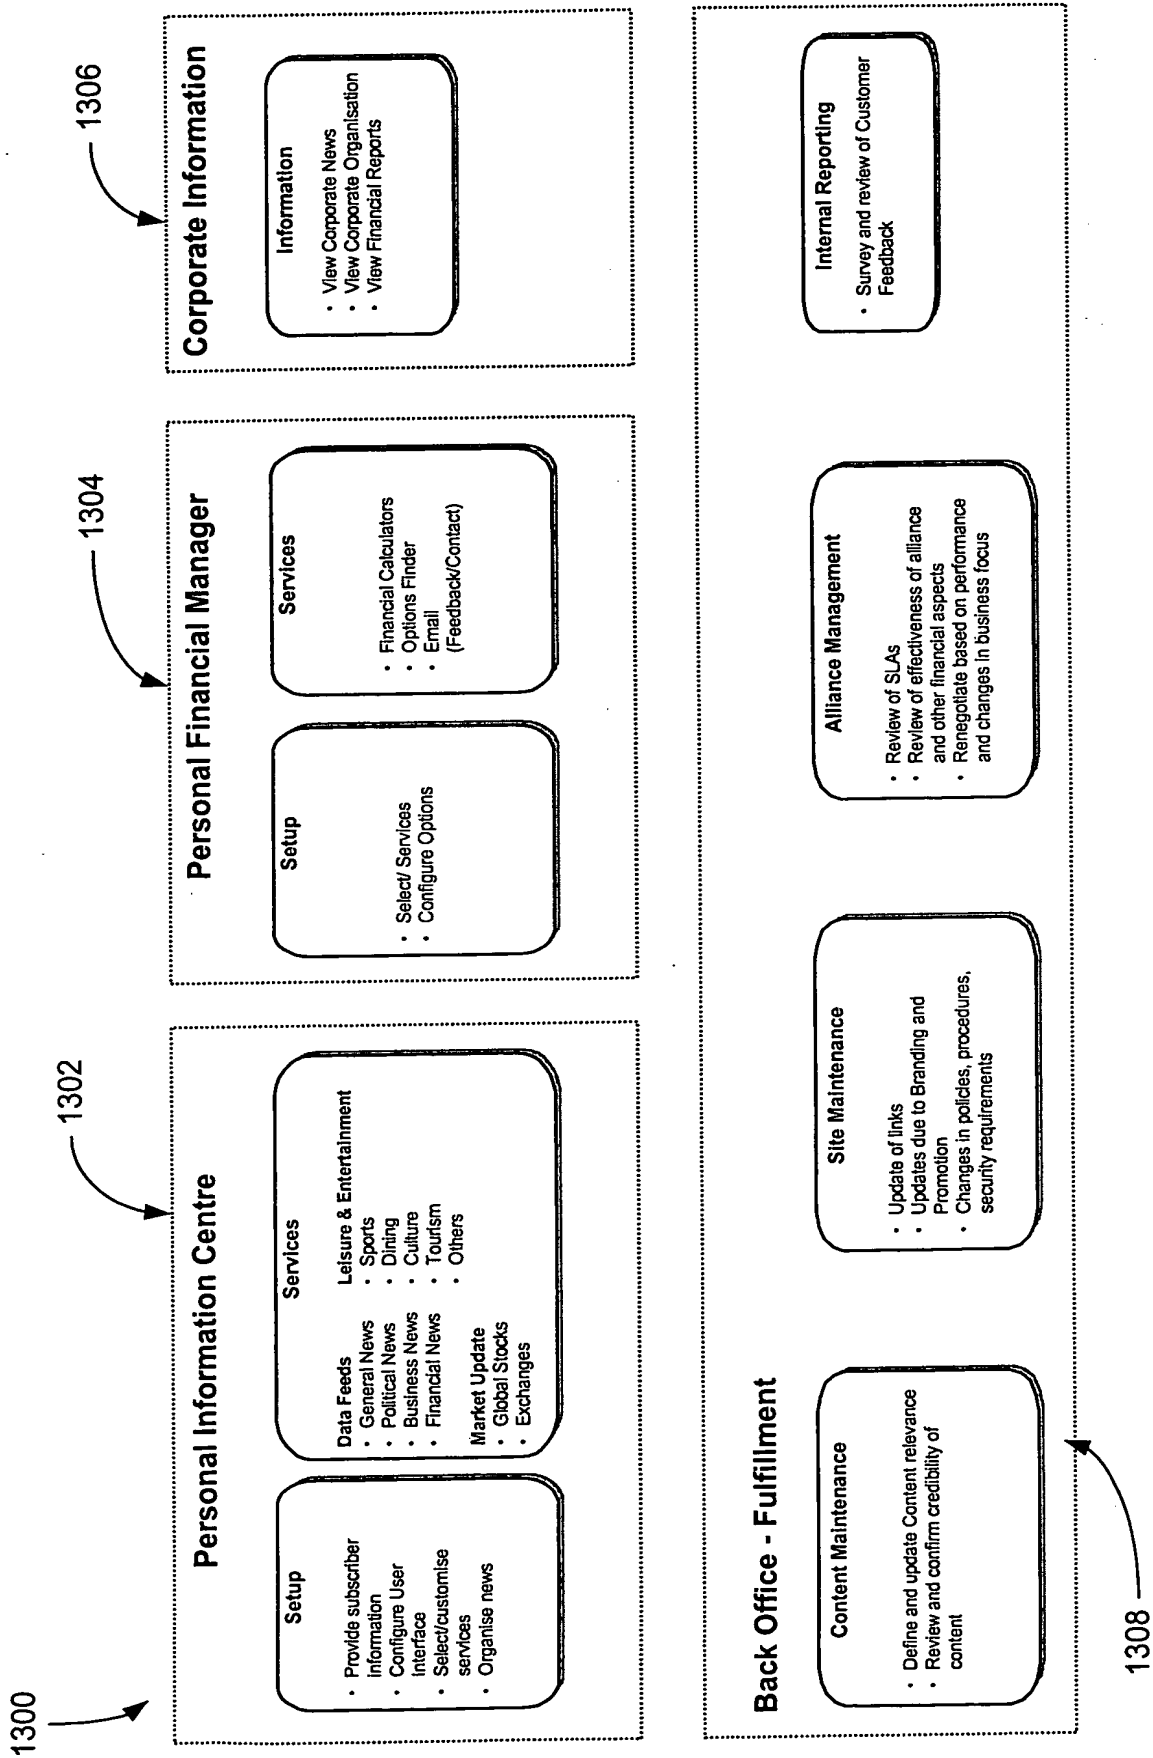 1300
1302
1304
1306
Personal Information Centre
Setup
· Provide subscriber
information
· Configure User
Interface
· Select/customise
services
· Organise news
Services
Data Feeds
· General News
· Political News
· Business News
· Financial News
Market Update
· Global Stocks
· Exchanges
Leisure & Entertainment
· Sports
· Dining
· Culture
· Tourism
· Others
Personal Financial Manager
Setup
· Select/ Services
· Configure Options
Services
· Financial Calculators
· Options Finder
· Email
(Feedback/Contact)
Corporate Information
Information
· View Corporate News
· View Corporate Organisation
· View Financial Reports
Back Office - Fulfillment
Content Maintenance
· Define and update Content relevance
· Review and confirm credibility of
content
Site Maintenance
· Update of links
· Updates due to Branding and
Promotion
· Changes in policies, procedures,
security requirements
Alliance Management
· Review of SLAs
· Review of effectiveness of alliance
and other financial aspects
· Renegotiate based on performance
and changes in business focus
Internal Reporting
· Survey and review of Customer
Feedback
1308